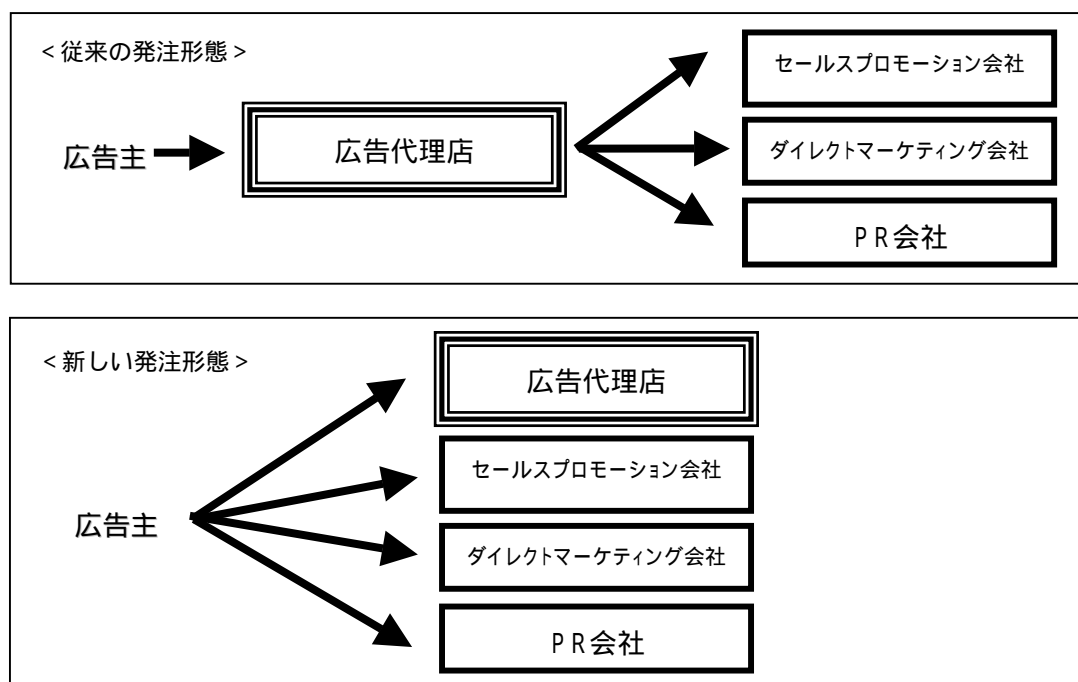 <従来の発注形態>
広告主
広告代理店
セールスプロモーション会社
ダイレクトマーケティング会社
PR会社
<新しい発注形態>
広告主
広告代理店
セールスプロモーション会社
ダイレクトマーケティング会社
PR会社